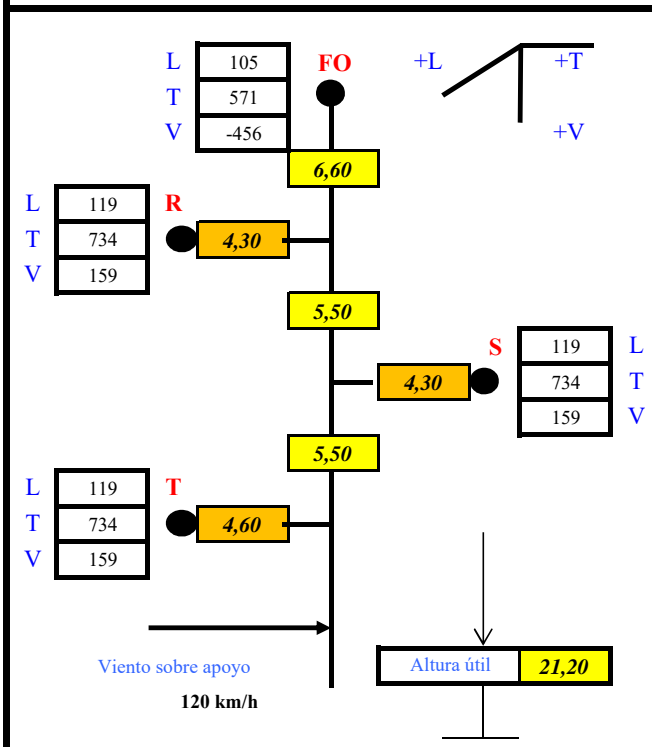 L 105 FO +L +T
T 571
V -456 +V
6,60
L 119 R
T 734 4,30
V 159
5,50
S 119 L
4,30 734 T
159 V
5,50
L 119 T
T 734 4,60
V 159
Viento sobre apoyo Altura útil 21,20
120 km/h